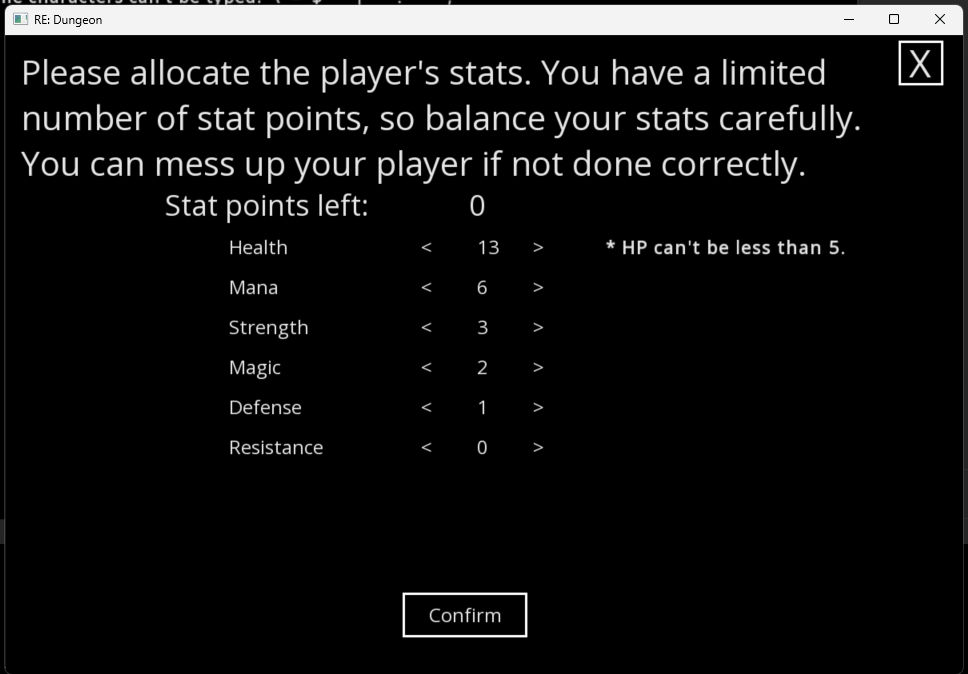 RE: Dungeon
Please allocate the player's stats. You have a limited
number of stat points, so balance your stats carefully.
You can mess up your player if not done correctly.
X
Stat points left: 0
Health < 13 > * HP can't be less than 5.
Mana < 6 >
Strength < 3 >
Magic < 2 >
Defense < 1 >
Resistance < 0 >
Confirm